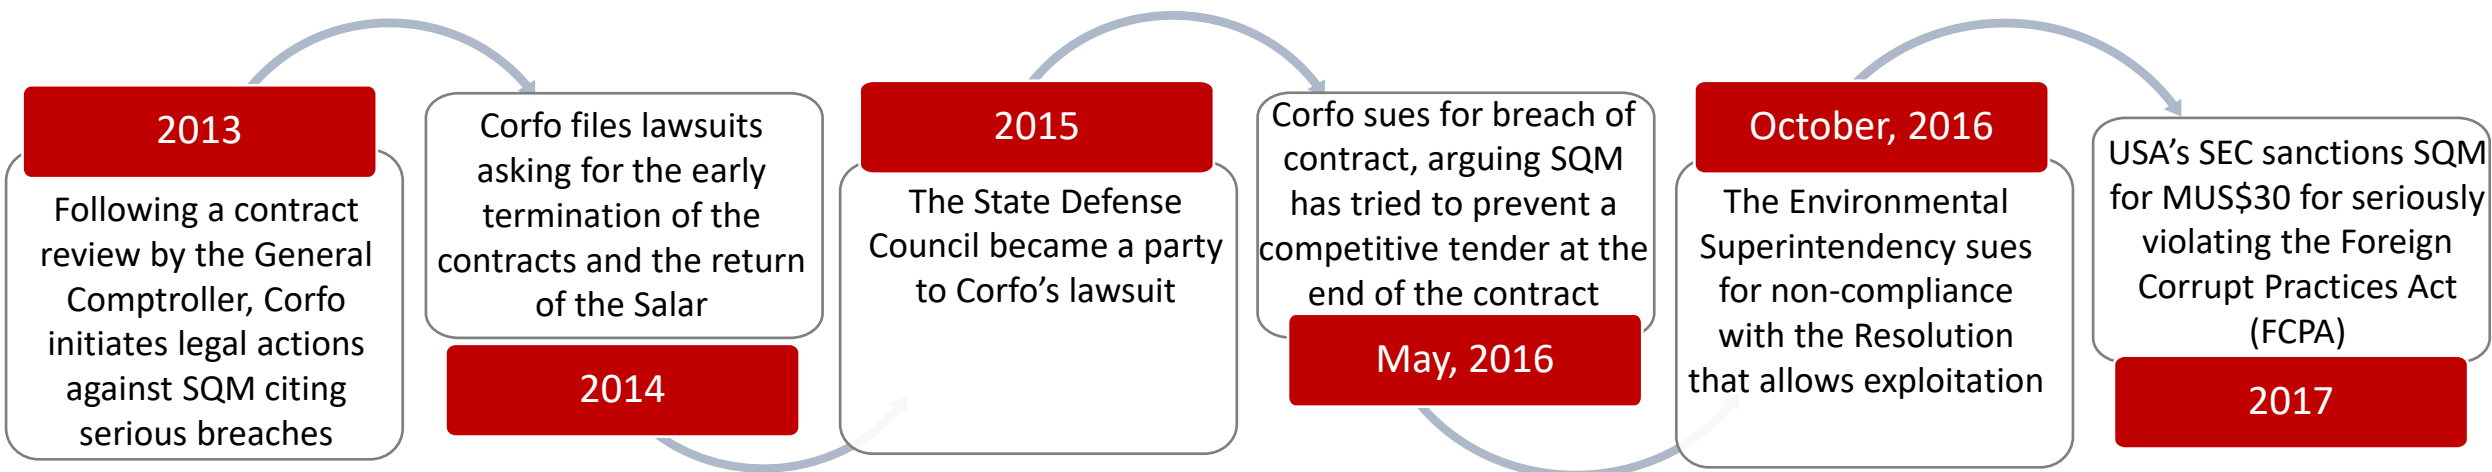 2013
Following a contract
review by the General
Comptroller, Corfo
initiates legal actions
against SQM citing
serious breaches
Corfo files lawsuits
asking for the early
termination of the
contracts and the return
of the Salar
2014
2015
The State Defense
Council became a party
to Corfo’s lawsuit
Corfo sues for breach of
contract, arguing SQM
has tried to prevent a
competitive tender at the
end of the contract
May, 2016
October, 2016
The Environmental
Superintendency sues
for non-compliance
with the Resolution
that allows exploitation
USA’s SEC sanctions SQM
for MUS$30 for seriously
violating the Foreign
Corrupt Practices Act
(FCPA)
2017